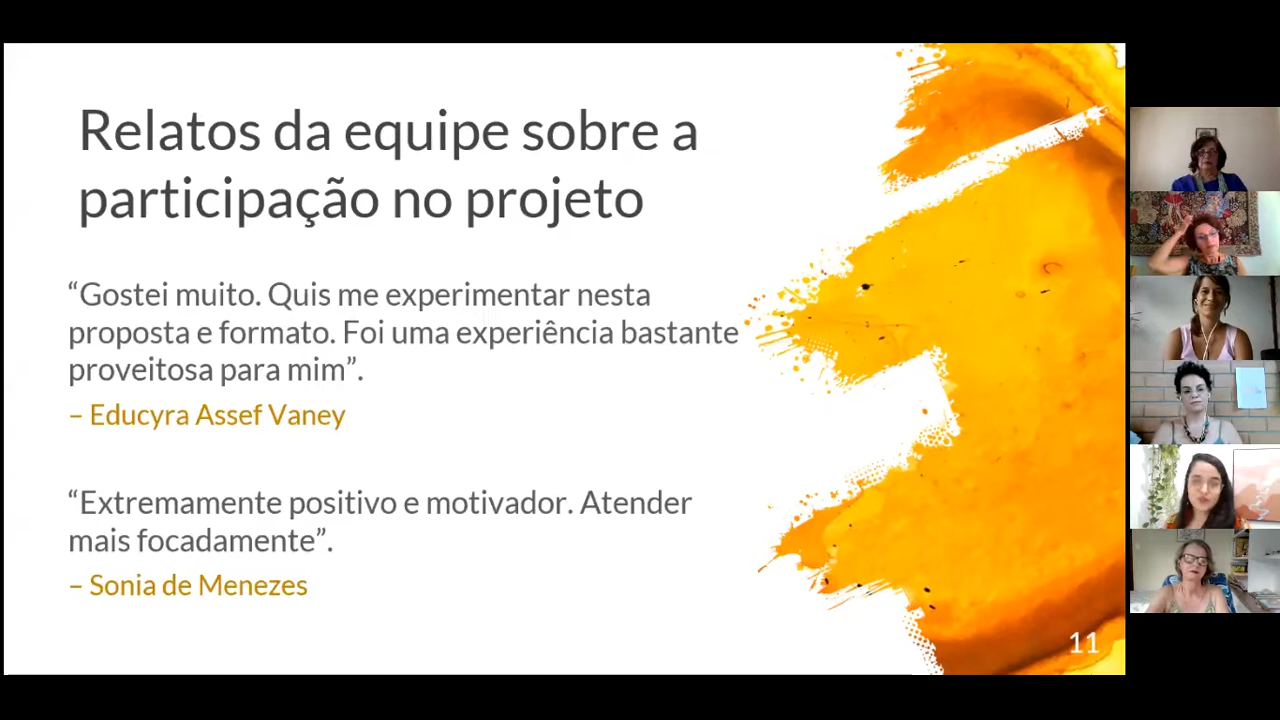 Relatos da equipe sobre a
participação no projeto
“Gostei muito. Quis me experimentar nesta
proposta e formato. Foi uma experiência bastante
proveitosa para mim”.
– Educyra Assef Vaney
“Extremamente positivo e motivador. Atender
mais focadamente”.
– Sonia de Menezes
11